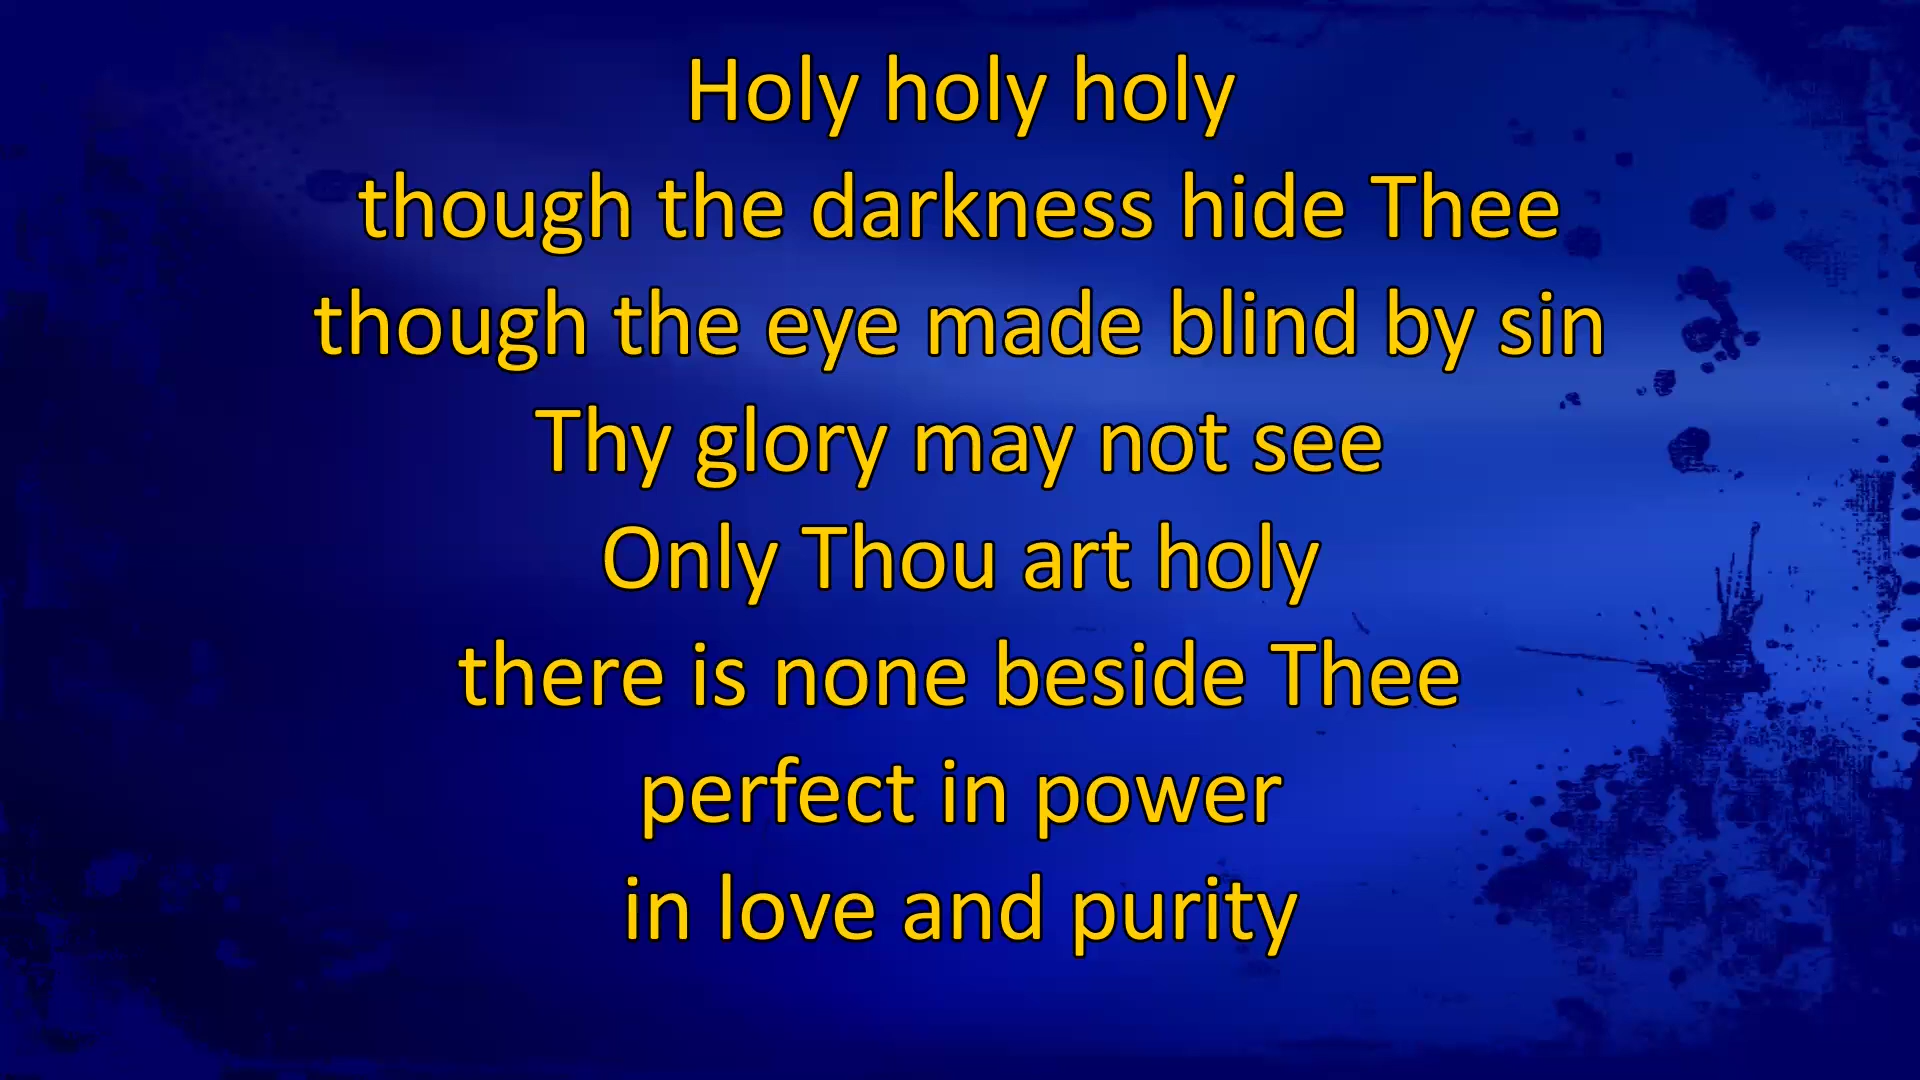 Holy holy holy
though the darkness hide Thee
though the eye made blind by sin
Thy glory may not see
Only Thou art holy
there is none beside Thee
perfect in power
in love and purity